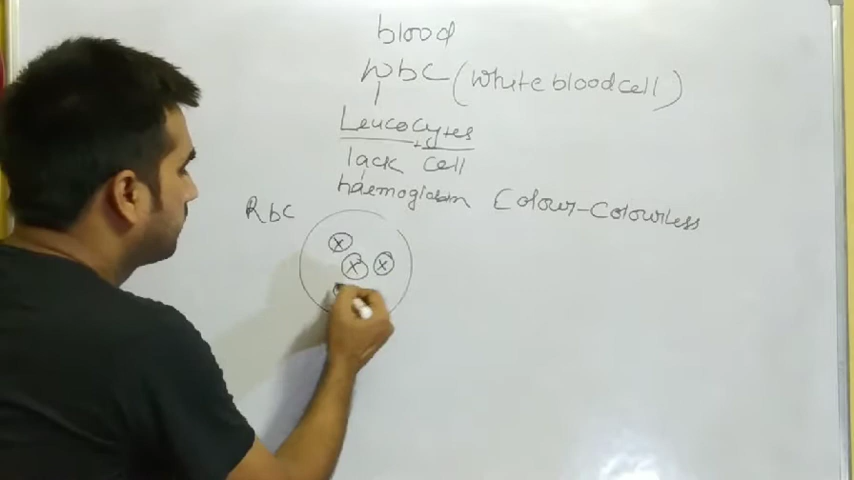 blood
wbc (White blood cell)
Leucocytes
lack cell
haemoglobin Colour-Colourless
Rbc
x
x x